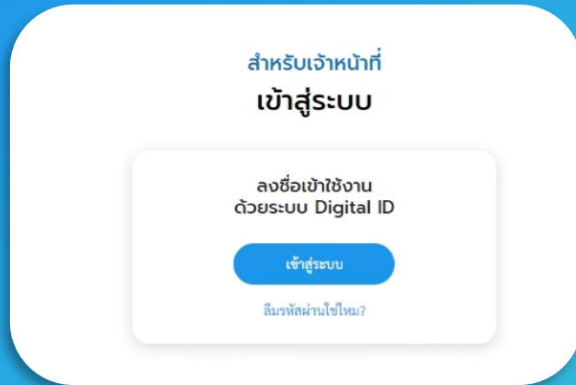 สำหรับเจ้าหน้าที่
เข้าสู่ระบบ
ลงชื่อเข้าใช้งาน
ด้วยระบบ Digital ID
เข้าสู่ระบบ
ลืมรหัสผ่านใช่ไหม?